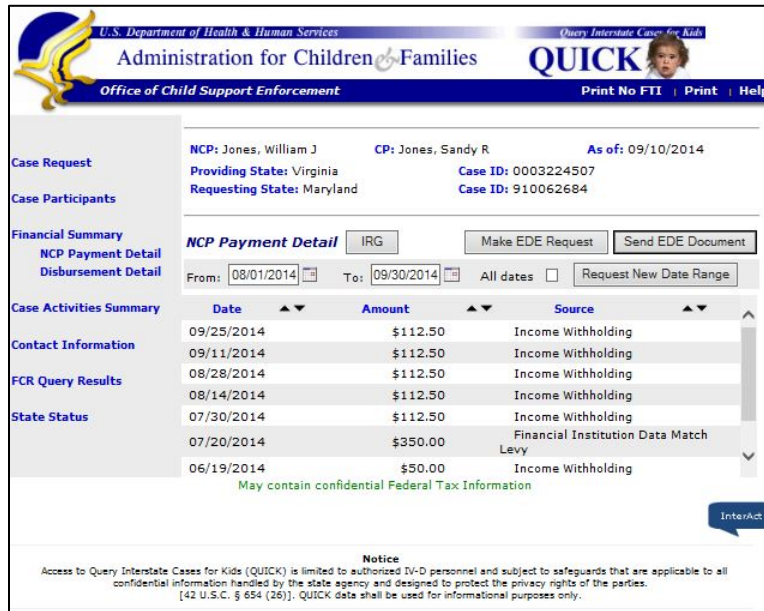 U.S. Department of Health & Human Services
Query Interstate Cases for Kids
Administration for Children & Families
QUICK
Office of Child Support Enforcement
Print No FTI | Print | Help
NCP: Jones, William J CP: Jones, Sandy R As of: 09/10/2014
Providing State: Virginia Case ID: 0003224507
Requesting State: Maryland Case ID: 910062684
Case Request
Case Participants
Financial Summary
NCP Payment Detail
Disbursement Detail
Case Activities Summary
Contact Information
FCR Query Results
State Status
NCP Payment Detail IRG Make EDE Request Send EDE Document
From: 08/01/2014 To: 09/30/2014 All dates Request New Date Range
Date Amount Source
09/25/2014 $112.50 Income Withholding
09/11/2014 $112.50 Income Withholding
08/28/2014 $112.50 Income Withholding
08/14/2014 $112.50 Income Withholding
07/30/2014 $112.50 Income Withholding
07/20/2014 $350.00 Financial Institution Data Match
Levy
06/19/2014 $50.00 Income Withholding
May contain confidential Federal Tax Information
InterAct
Notice
Access to Query Interstate Cases for Kids (QUICK) is limited to authorized IV-D personnel and subject to safeguards that are applicable to all
confidential information handled by the state agency and designed to protect the privacy rights of the parties.
[42 U.S.C. § 654 (26)]. QUICK data shall be used for informational purposes only.